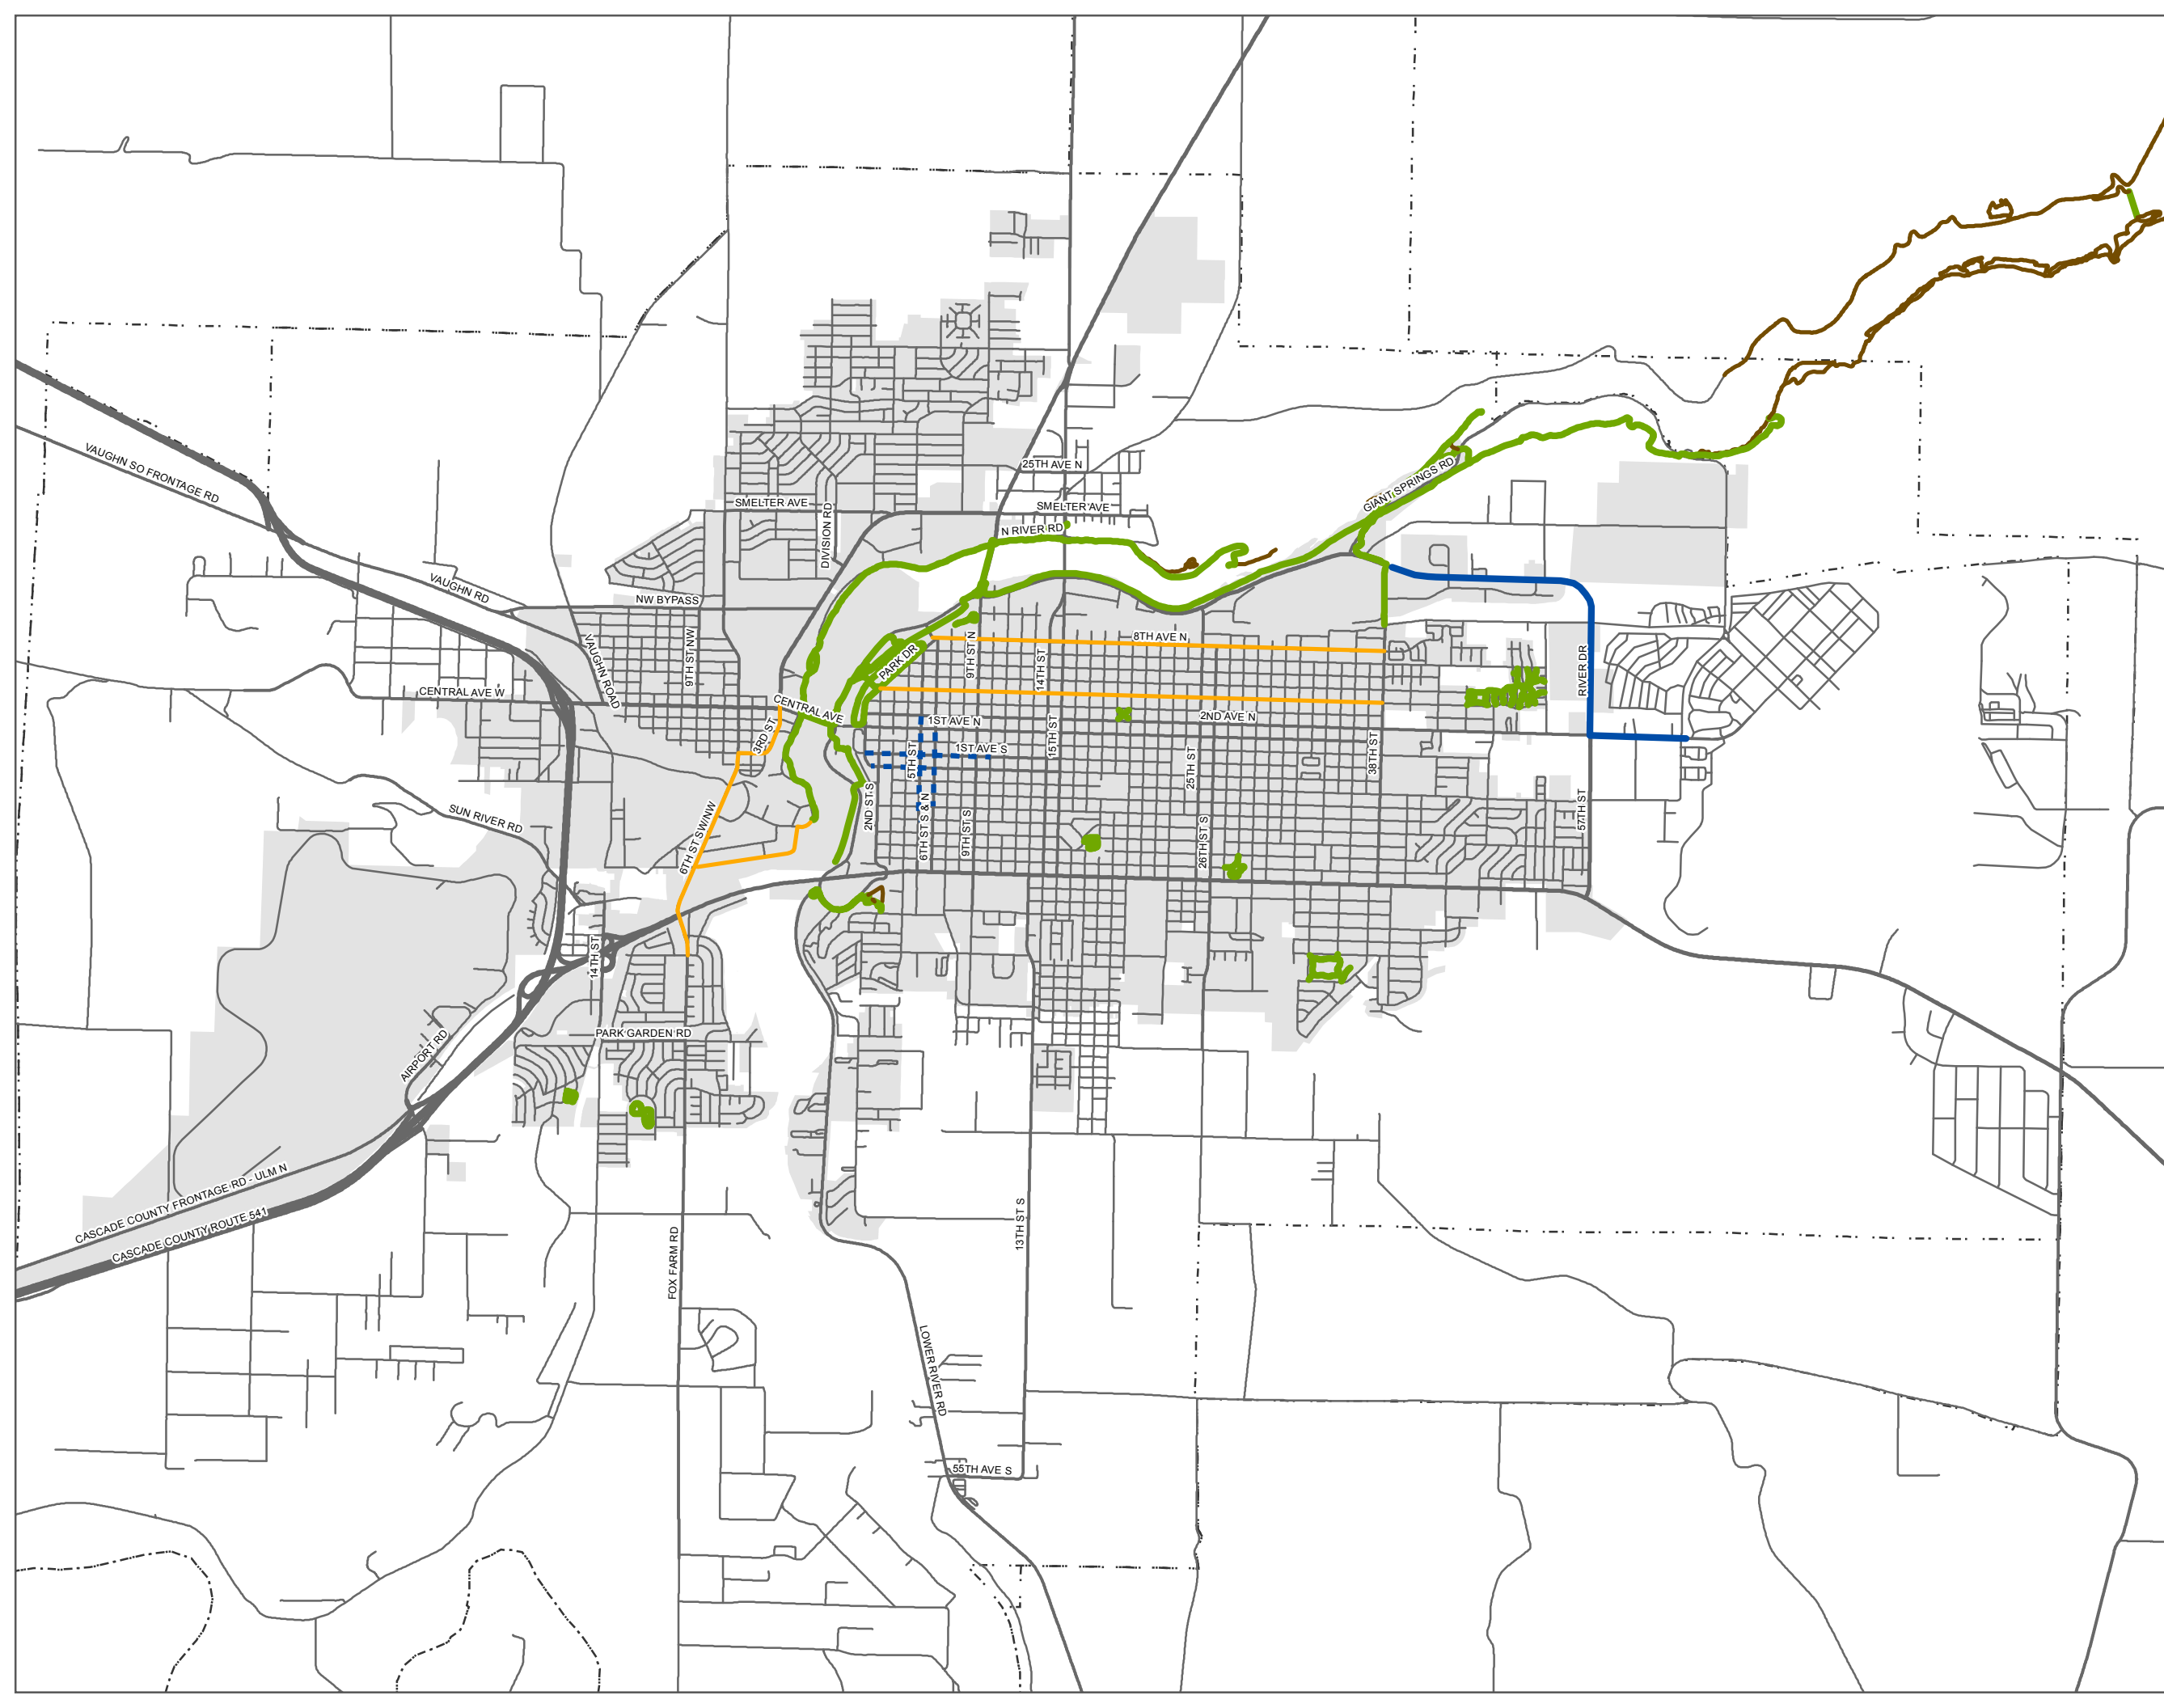 VAUGHN SO FRONTAGE RD
25TH AVE N
GIANT SPRINGS RD
SMELTER AVE
SMELTER AVE
DIVISION RD
N RIVER RD
VAUGHN RD
NW BYPASS
VAUGHN ROAD
9TH ST NW
PARK DR
9TH ST N
8TH AVE N
14TH ST
RIVER DR
CENTRAL AVE W
CENTRAL AVE
3RD ST
1ST AVE N
2ND AVE N
15TH ST
1ST AVE S
5TH ST
25TH ST
38TH ST
SUN RIVER RD
6TH ST SW/NW
2ND ST S
6TH ST S & N
9TH ST S
26TH ST S
57TH ST
14TH ST
PARK GARDEN RD
AIRPORT RD
CASCADE COUNTY FRONTAGE RD - ULM N
CASCADE COUNTY ROUTE 541
FOX FARM RD
13TH ST S
LOWER RIVER RD
55TH AVE S